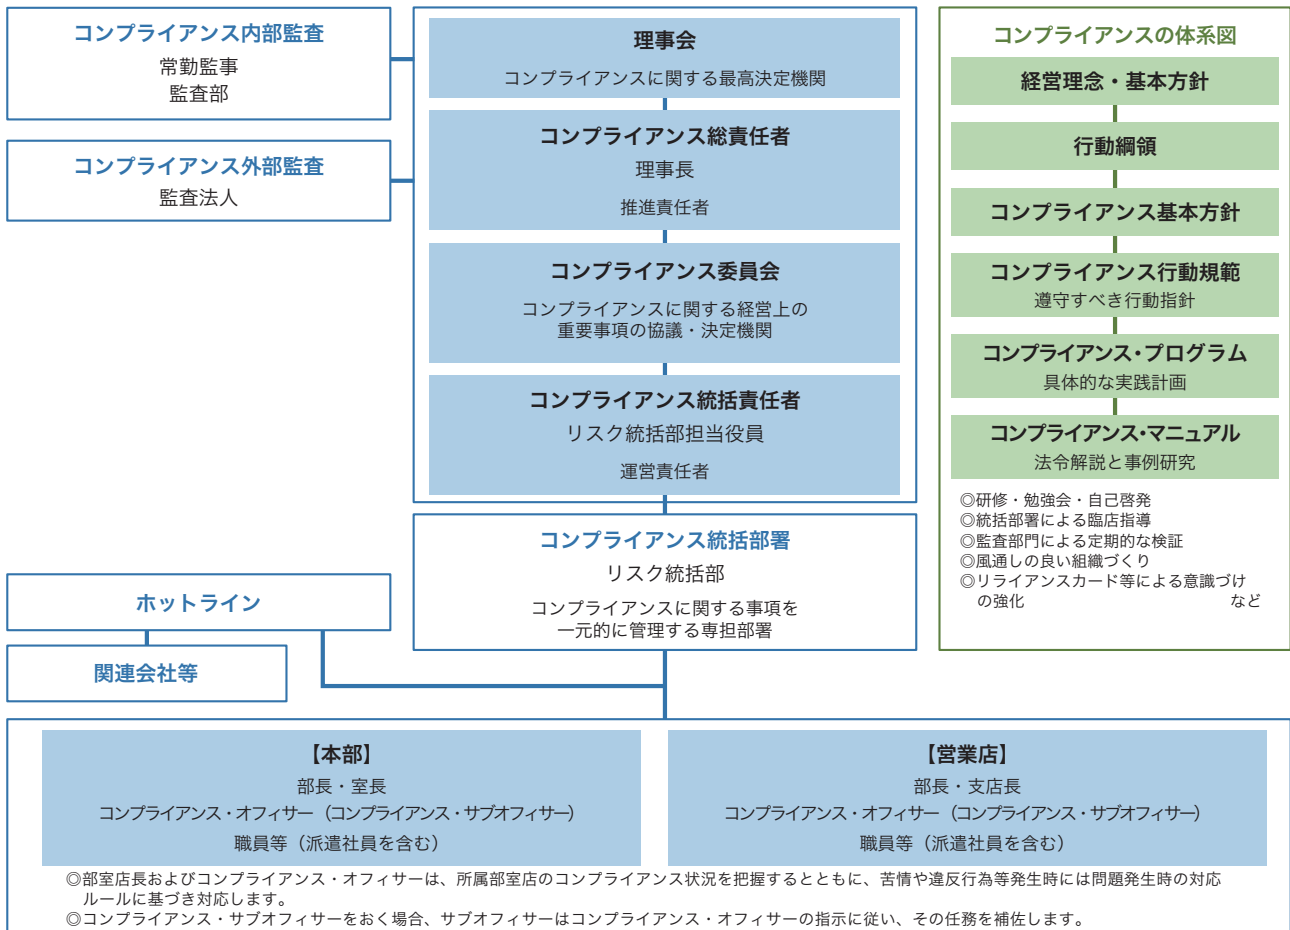 コンプライアンス内部監査
常勤監事
監査部
コンプライアンス外部監査
監査法人
理事会
コンプライアンスに関する最高決定機関
コンプライアンス総責任者
理事長
推進責任者
コンプライアンス委員会
コンプライアンスに関する経営上の
重要事項の協議・決定機関
コンプライアンス統括責任者
リスク統括部担当役員
運営責任者
コンプライアンス統括部署
リスク統括部
コンプライアンスに関する事項を
一元的に管理する専担部署
ホットライン
関連会社等
コンプライアンスの体系図
経営理念・基本方針
行動綱領
コンプライアンス基本方針
コンプライアンス行動規範
遵守すべき行動指針
コンプライアンス・プログラム
具体的な実践計画
コンプライアンス・マニュアル
法令解説と事例研究
◎研修・勉強会・自己啓発
◎統括部署による臨店指導
◎監査部門による定期的な検証
◎風通しの良い組織づくり
◎リライアンスカード等による意識づけ
の強化 など
【本部】
部長・室長
コンプライアンス・オフィサー（コンプライアンス・サブオフィサー）
職員等（派遣社員を含む）
【営業店】
部長・支店長
コンプライアンス・オフィサー（コンプライアンス・サブオフィサー）
職員等（派遣社員を含む）
◎部室店長およびコンプライアンス・オフィサーは、所属部室店のコンプライアンス状況を把握するとともに、苦情や違反行為等発生時には問題発生時の対応
ルールに基づき対応します。
◎コンプライアンス・サブオフィサーをおく場合、サブオフィサーはコンプライアンス・オフィサーの指示に従い、その任務を補佐します。